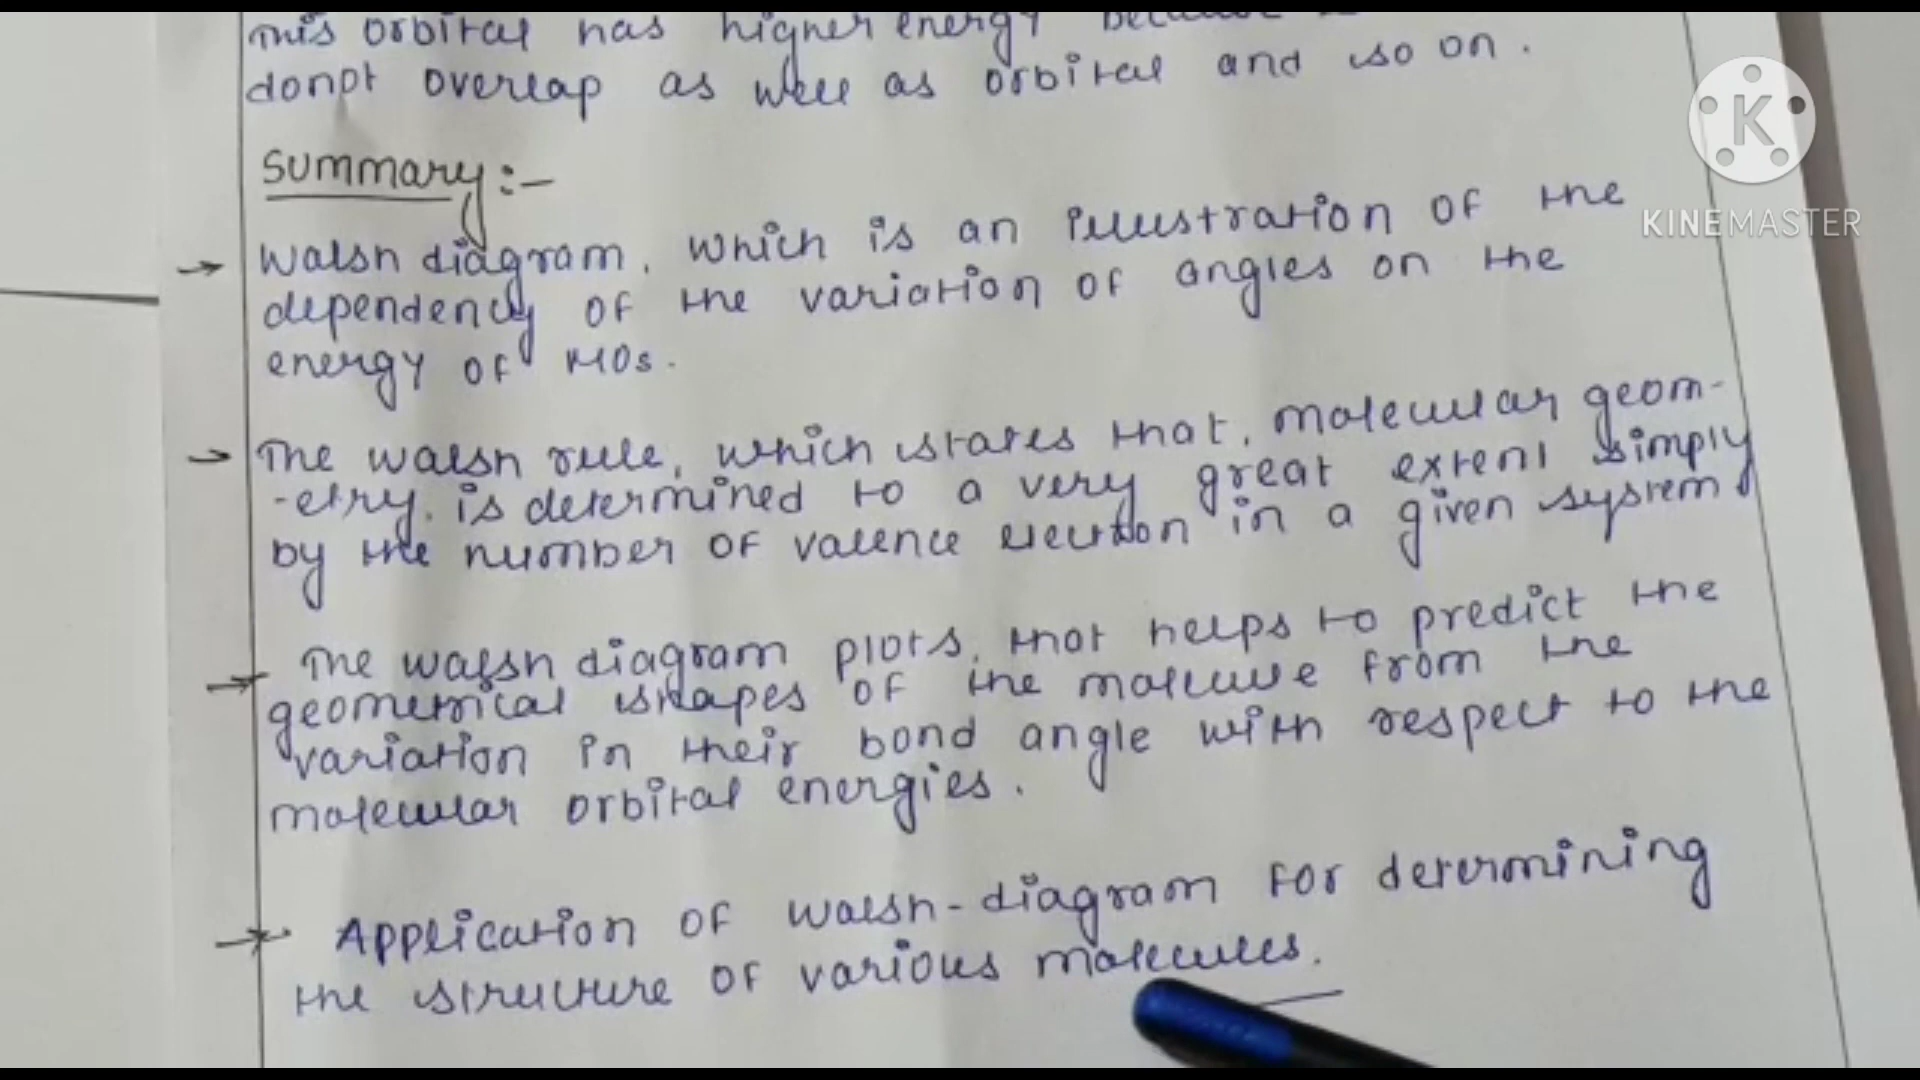 This orbital has higher energy because
donpt overlap as well as orbital and so on.
Summary:-
→ Walsh diagram, which is an illustration of the
dependency of the variation of angles on the
energy of MOs.
→ The walsh rule, which states that, molecular geom-
-etry. is determined to a very great extent simply
by the number of valence electron in a given system
→ The walsh diagram plots, that helps to predict the
geometrical shapes of the molecule from the
variation in their bond angle with respect to the
molecular orbital energies.
→ Application of walsh-diagram for determining
the structure of various molecules.
K
KINEMASTER